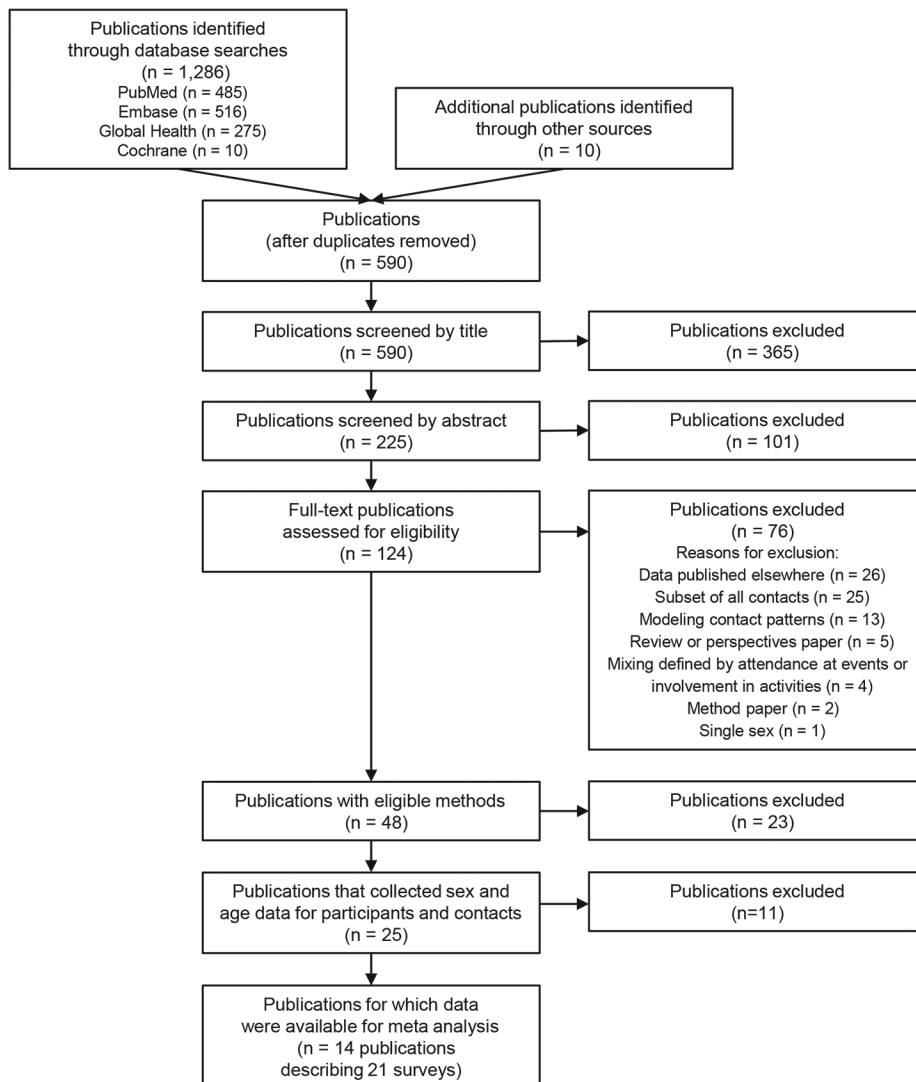 Publications identified
through database searches
(n = 1,286)
PubMed (n = 485)
Embase (n = 516)
Global Health (n = 275)
Cochrane (n = 10)
Additional publications identified
through other sources
(n = 10)
Publications
(after duplicates removed)
(n = 590)
Publications screened by title
(n = 590)
Publications excluded
(n = 365)
Publications screened by abstract
(n = 225)
Publications excluded
(n = 101)
Full-text publications
assessed for eligibility
(n = 124)
Publications excluded
(n = 76)
Reasons for exclusion:
Data published elsewhere (n = 26)
Subset of all contacts (n = 25)
Modeling contact patterns (n = 13)
Review or perspectives paper (n = 5)
Mixing defined by attendance at events or
involvement in activities (n = 4)
Method paper (n = 2)
Single sex (n = 1)
Publications with eligible methods
(n = 48)
Publications excluded
(n = 23)
Publications that collected sex and
age data for participants and contacts
(n = 25)
Publications excluded
(n=11)
Publications for which data
were available for meta analysis
(n = 14 publications
describing 21 surveys)